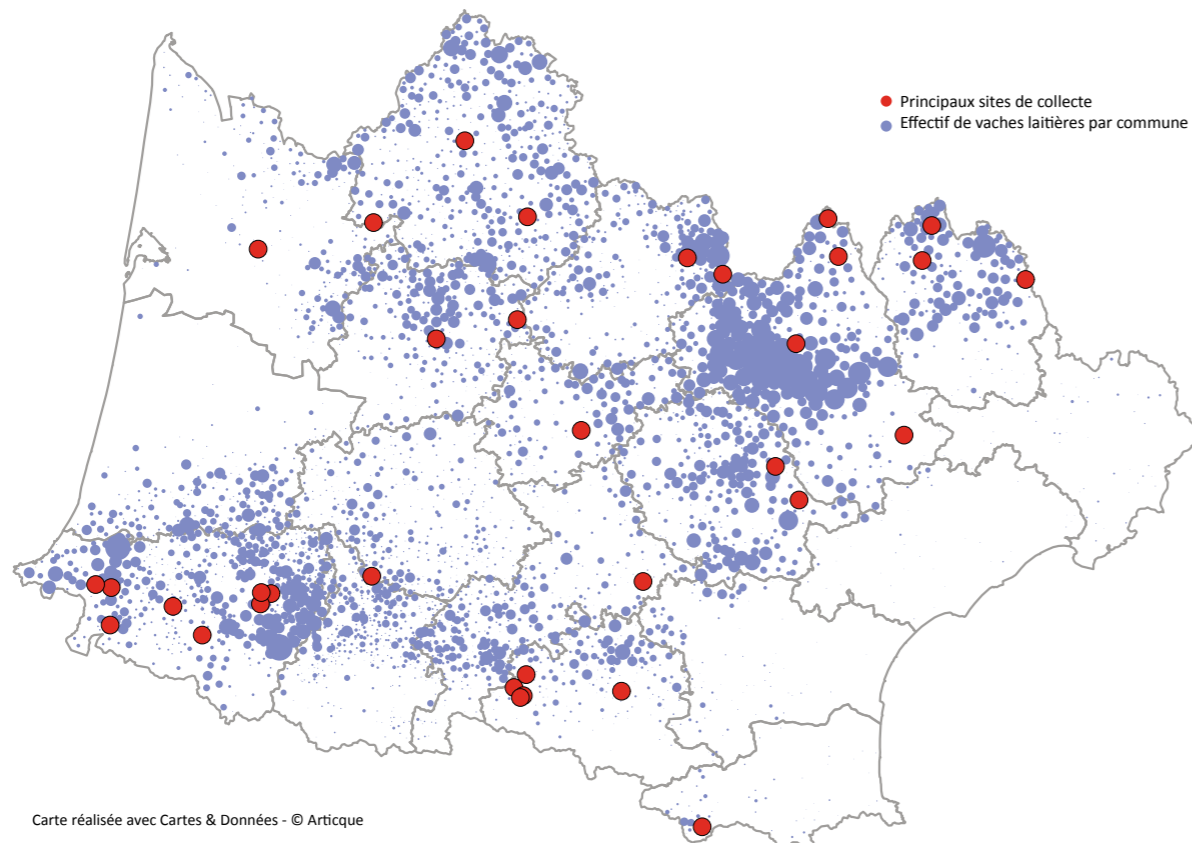 Principaux sites de collecte
Effectif de vaches laitières par commune
Carte réalisée avec Cartes & Données - © Articque